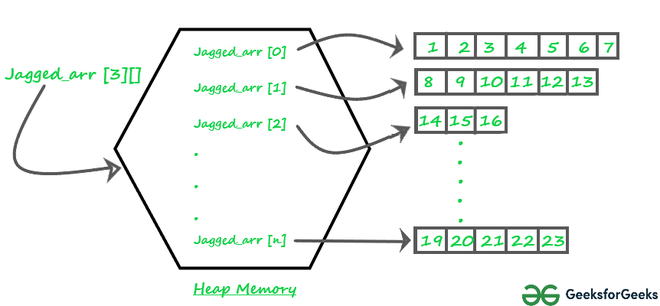 Jagged_arr [3][]
Jagged_arr [0]
1 2 3 4 5 6 7
Jagged_arr [1]
8 9 10 11 12 13
Jagged_arr [2]
14 15 16
Jagged_arr [n]
19 20 21 22 23
Heap Memory
GeeksforGeeks